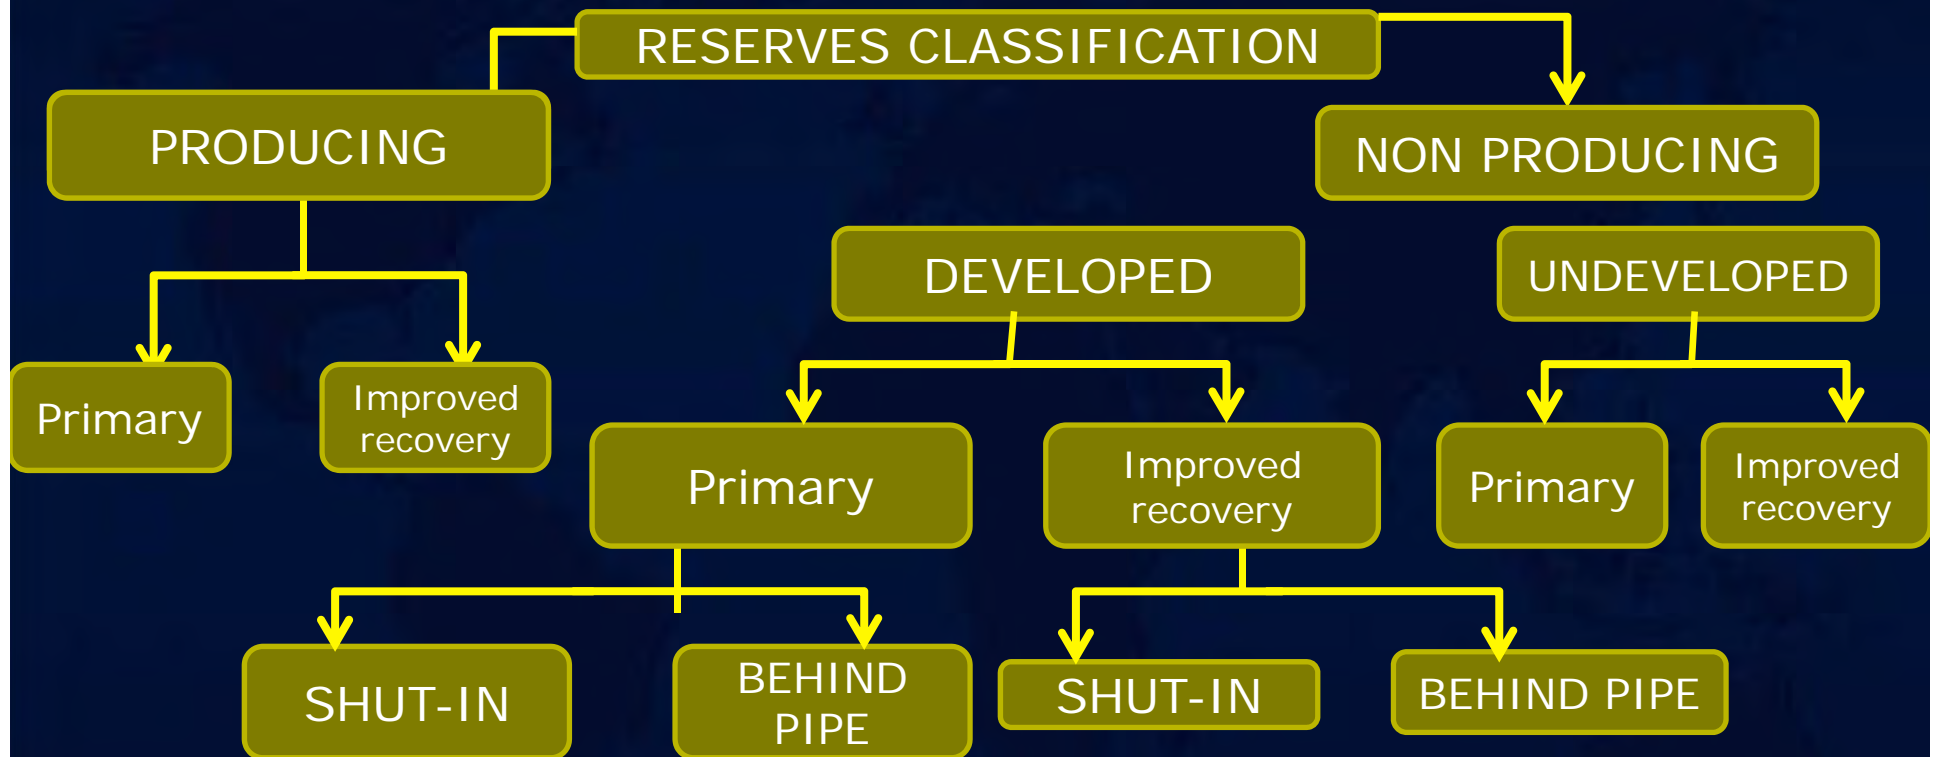 RESERVES CLASSIFICATION
PRODUCING
NON PRODUCING
DEVELOPED
UNDEVELOPED
Primary
Improved
recovery
Primary
Improved
recovery
Primary
Improved
recovery
SHUT-IN
BEHIND
PIPE
SHUT-IN
BEHIND PIPE